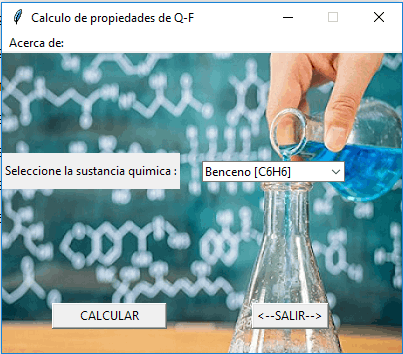 Calculo de propiedades de Q-F
Acerca de:
Seleccione la sustancia quimica :
Benceno [C6H6]
CALCULAR
<--SALIR-->